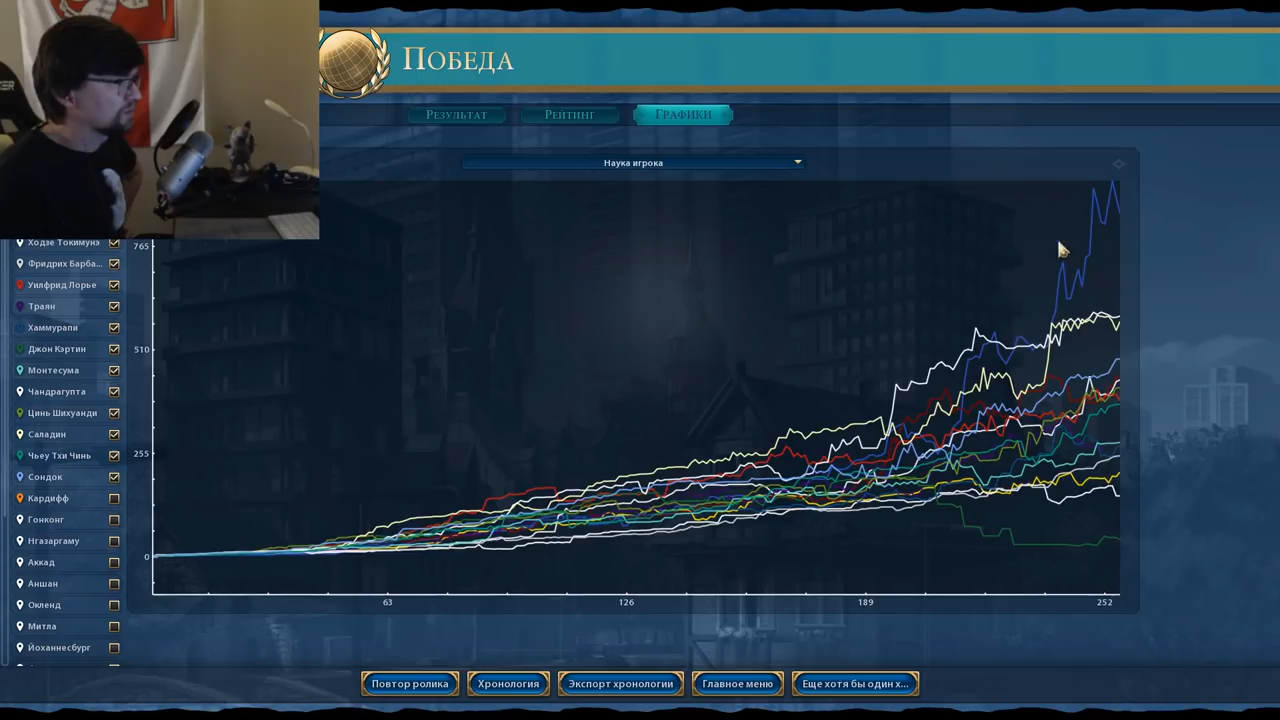 Победа
Результат
Рейтинг
Графики
Наука игрока
Ходзе Токимунэ
Фридрих Барба...
Уилфрид Лорье
Траян
Хаммурапи
Джон Кэртин
Монтесума
Чандрагупта
Цинь Шихуанди
Саладин
Чьеу Тхи Чинь
Сондок
Кардифф
Гонконг
Нгазаргаму
Аккад
Аншан
Окленд
Митла
Йоханнесбург
765
510
255
0
63
126
189
252
Повтор ролика
Хронология
Экспорт хронологии
Главное меню
Еще хотя бы один х...